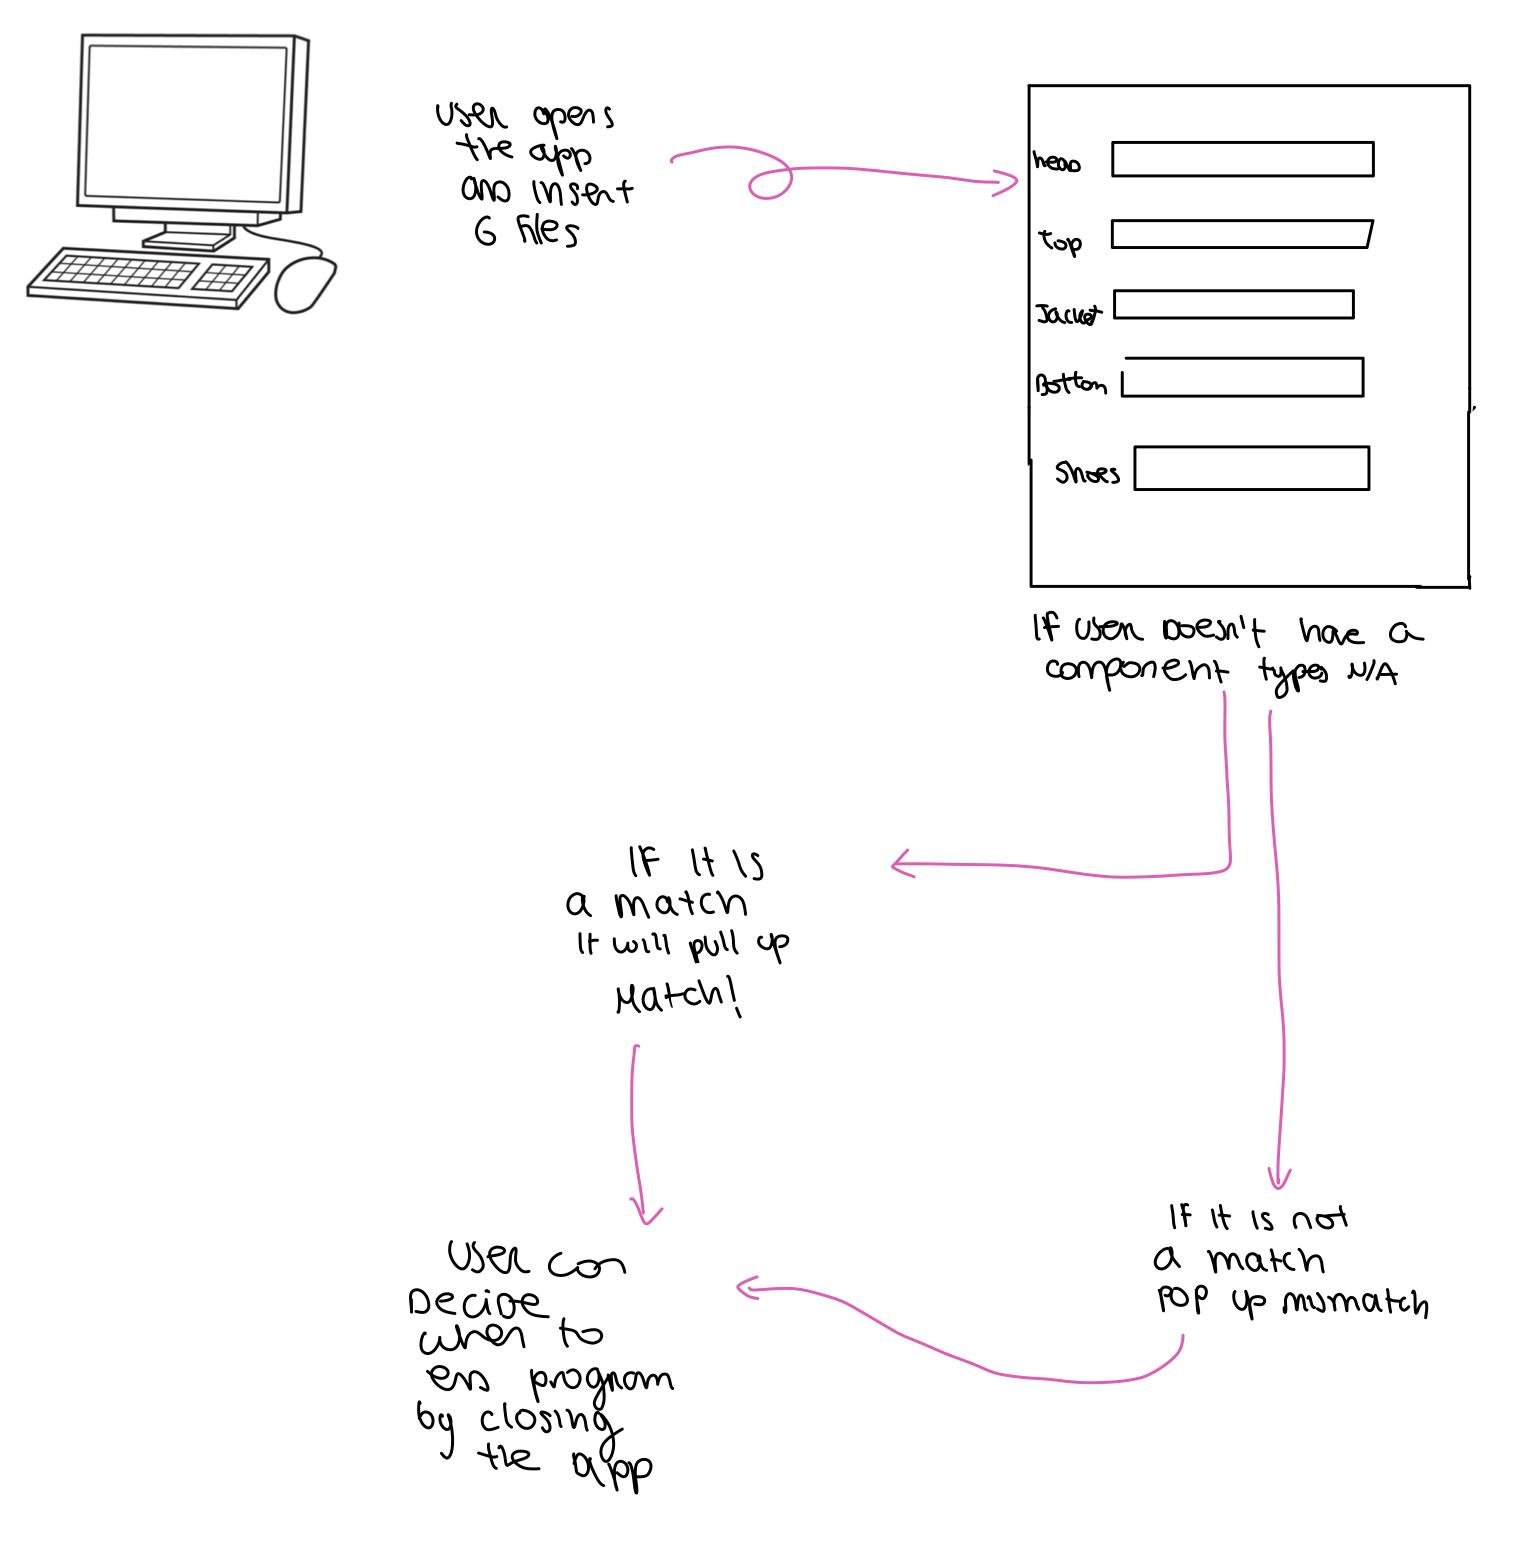 User opens
the app
and insert
6 files
head
top
Jacket
Bottom
Shoes
If user doesn't have a
component types N/A
IF it is
a match
It will pull up
Match!
IF it is not
a match
POP up mismatch
User can
Decide
when to
end program
by closing
the app